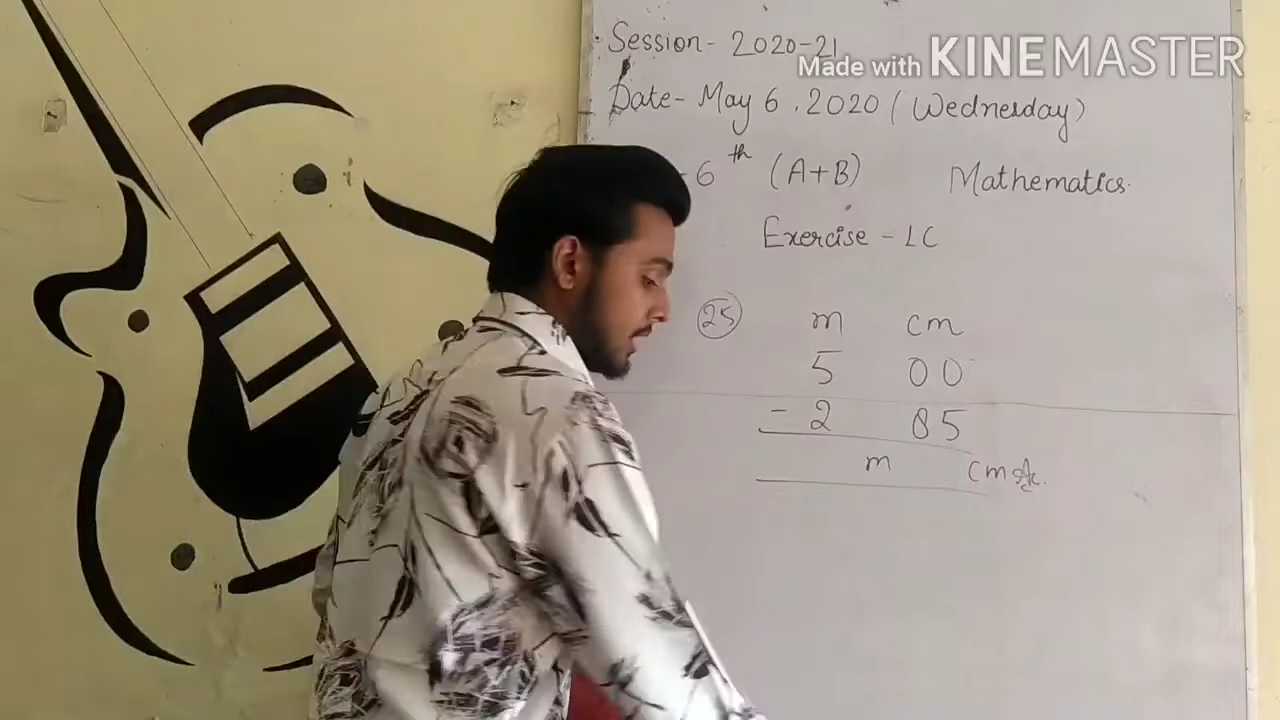 Session- 2020-21
Made with KINEMASTER
Date- May 6, 2020 (Wednesday)
-6th (A+B) Mathematics.
Exercise - 1C
25 m cm
5 00
- 2 85
m cm